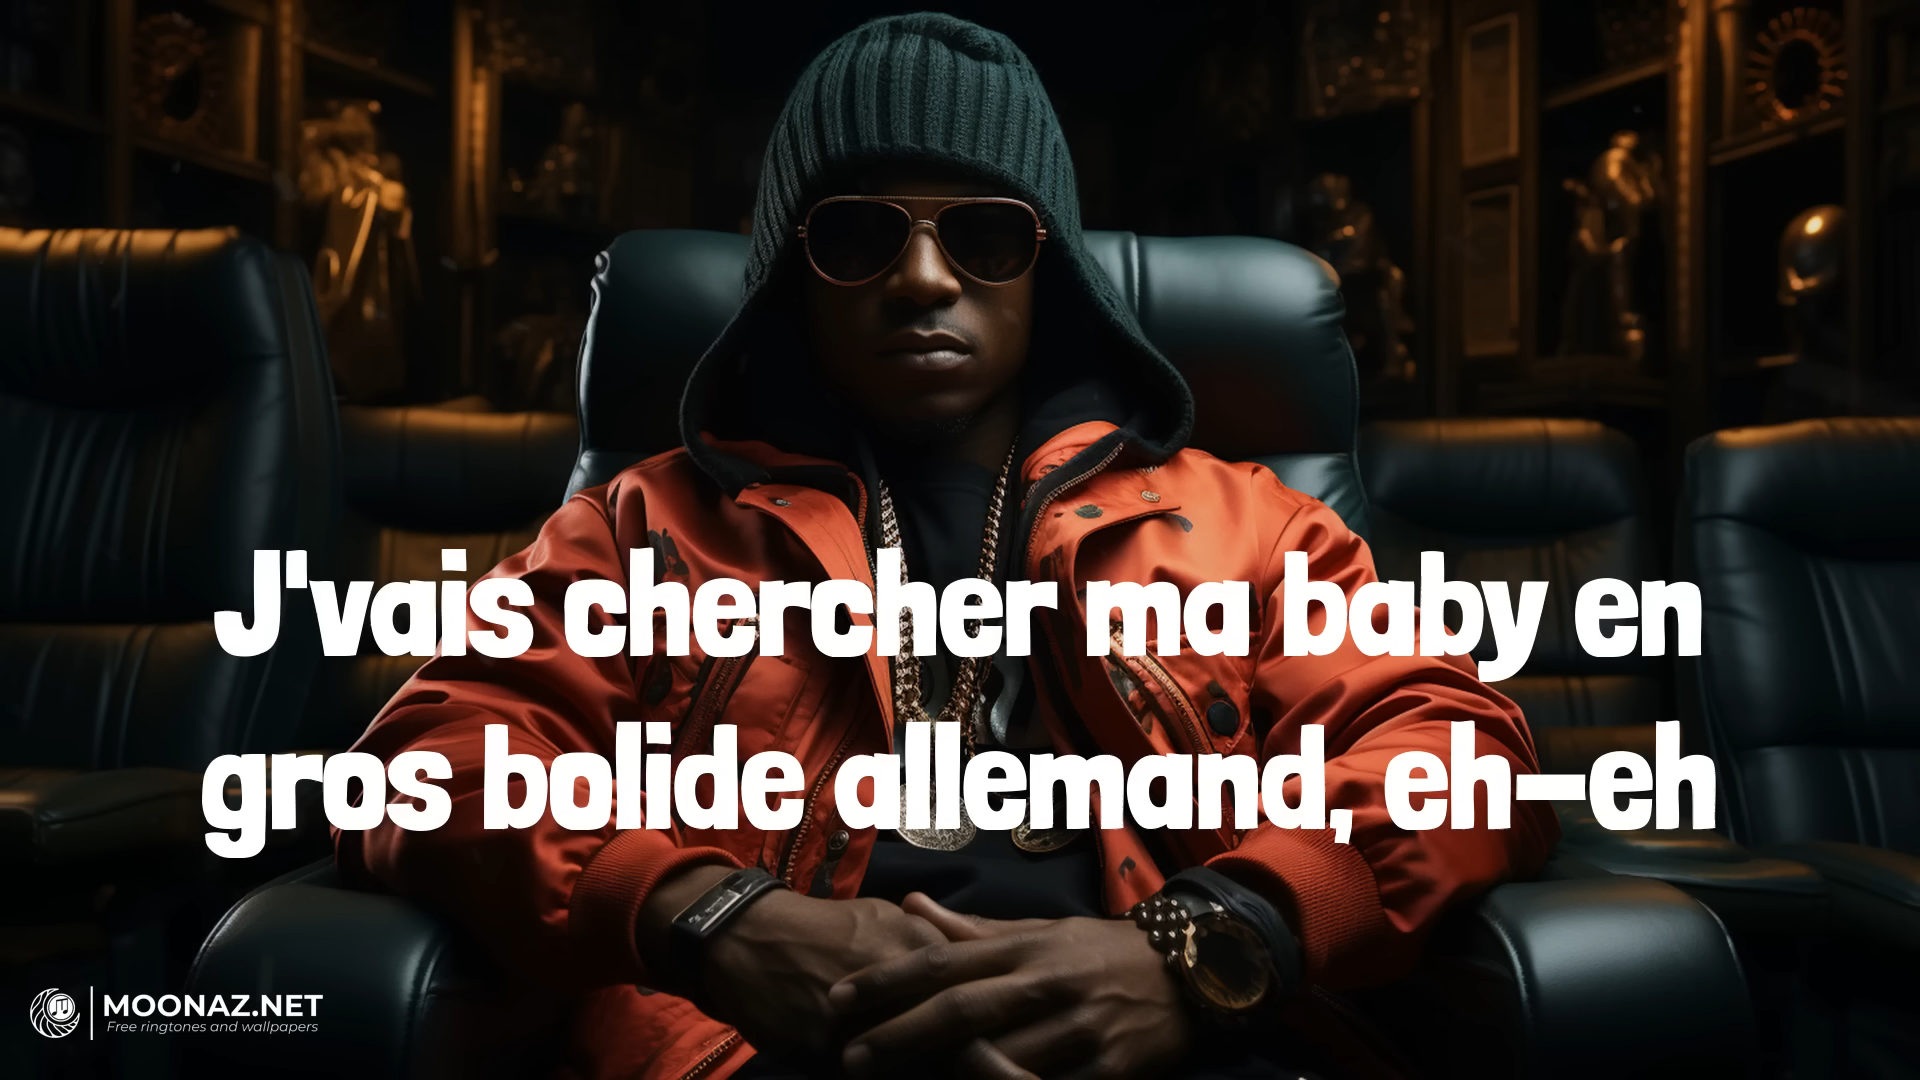 J'vais chercher ma baby en
gros bolide allemand, eh-eh
MOONAZ.NET
Free ringtones and wallpapers